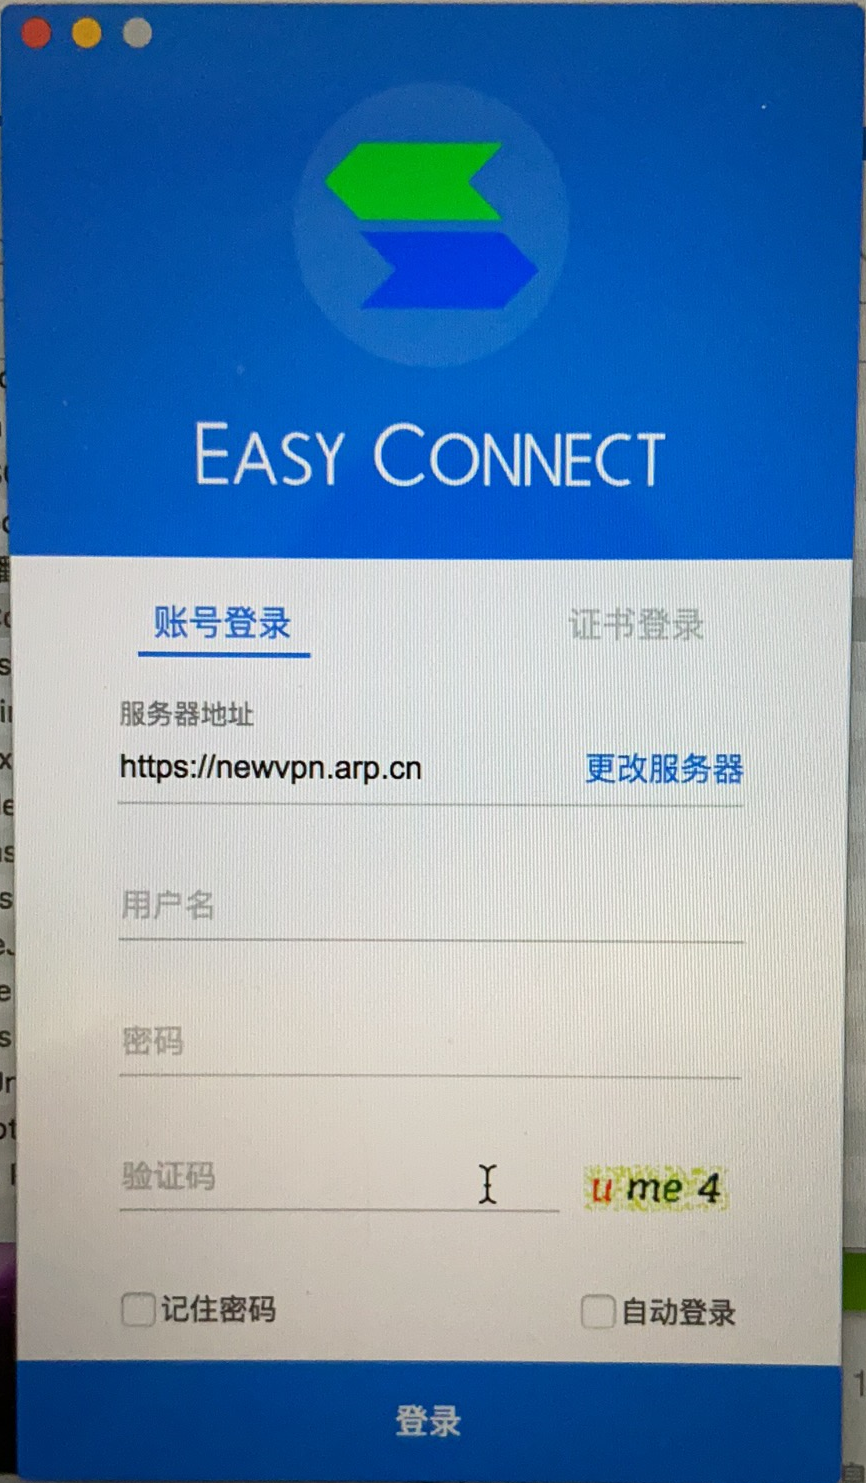 EASY CONNECT
账号登录 证书登录
服务器地址
https://newvpn.arp.cn 更改服务器
用户名
密码
验证码 u me 4
记住密码 自动登录
登录